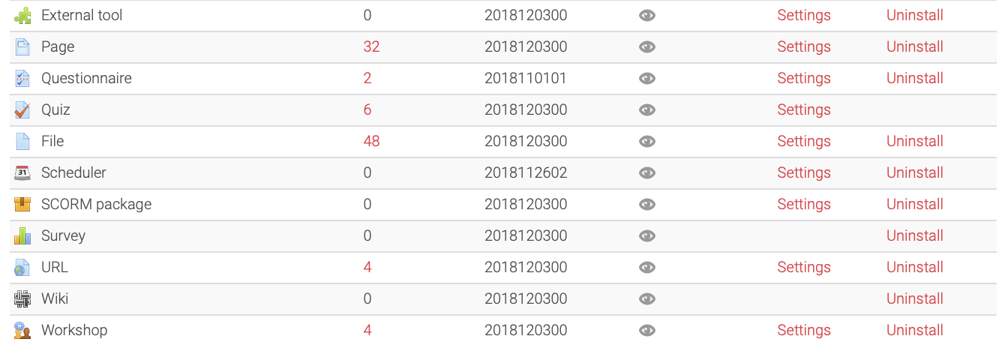 External tool 0 2018120300 Settings Uninstall
Page 32 2018120300 Settings Uninstall
Questionnaire 2 2018110101 Settings Uninstall
Quiz 6 2018120300 Settings
File 48 2018120300 Settings Uninstall
31 Scheduler 0 2018112602 Settings Uninstall
SCORM package 0 2018120300 Settings Uninstall
Survey 0 2018120300 Uninstall
URL 4 2018120300 Settings Uninstall
Wiki 0 2018120300 Uninstall
Workshop 4 2018120300 Settings Uninstall